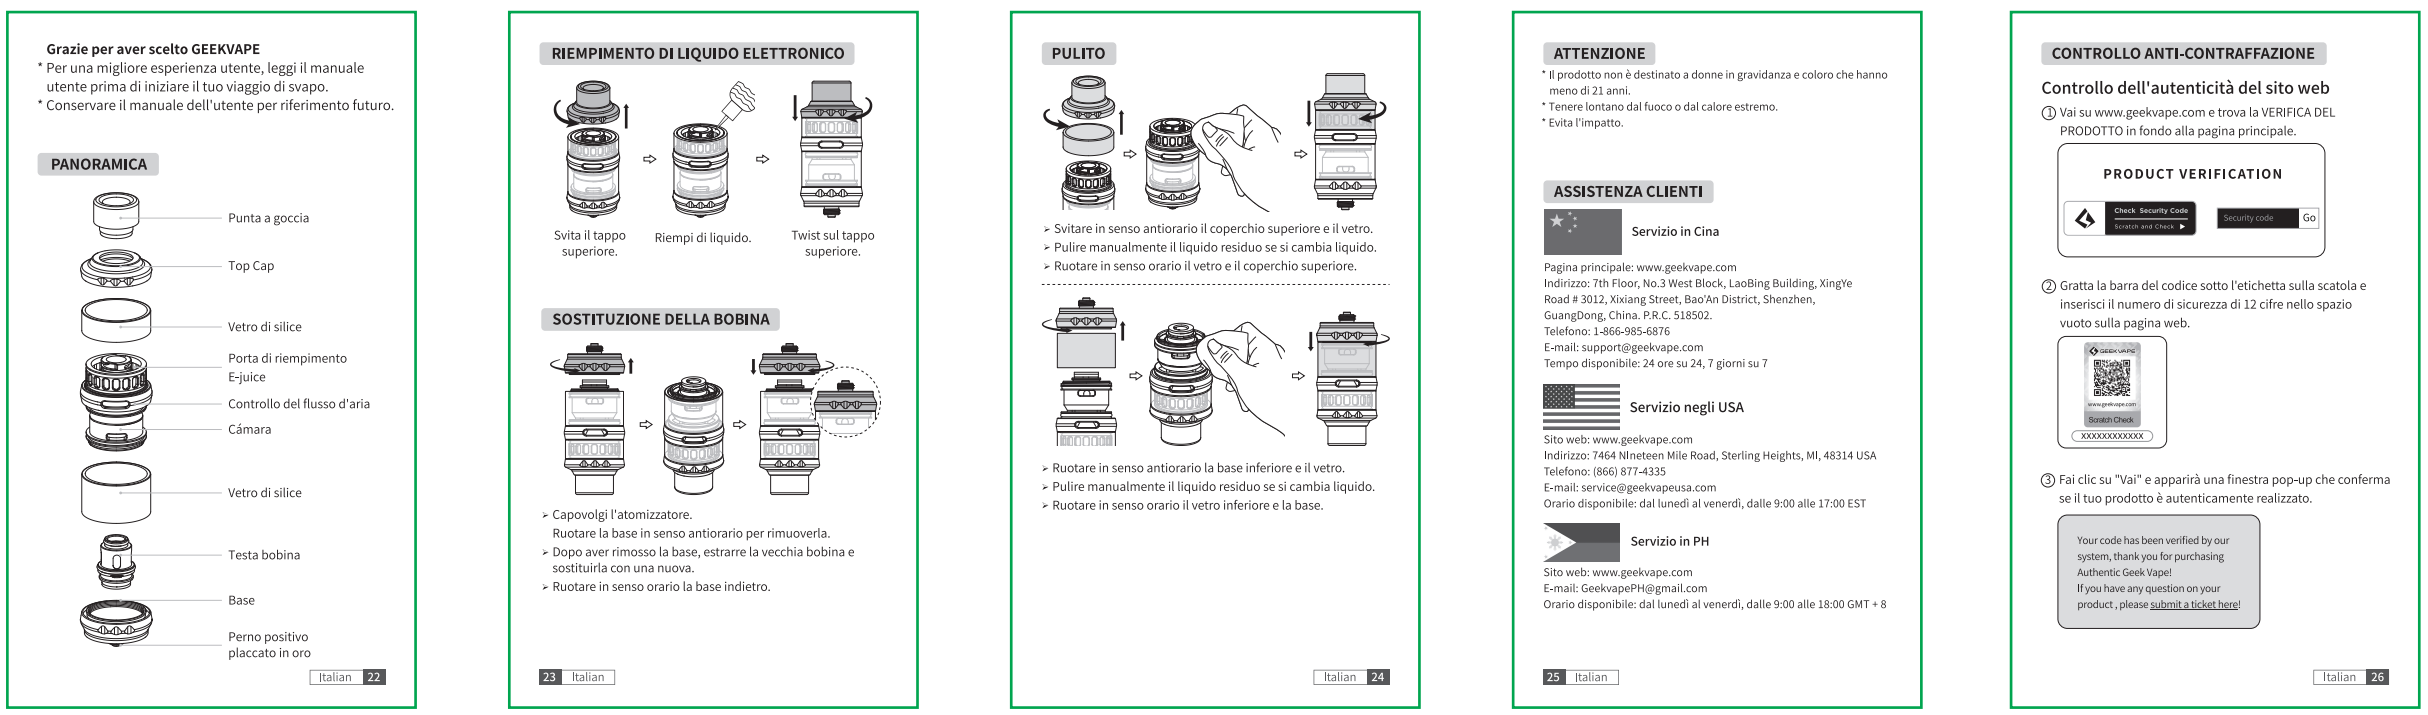 Grazie per aver scelto GEEKVAPE
* Per una migliore esperienza utente, leggi il manuale
utente prima di iniziare il tuo viaggio di svapo.
* Conservare il manuale dell'utente per riferimento futuro.
PANORAMICA
Punta a goccia
Top Cap
Vetro di silice
Porta di riempimento
E-juice
Controllo del flusso d'aria
Cámara
Vetro di silice
Testa bobina
Base
Perno positivo
placcato in oro
Italian 22
RIEMPIMENTO DI LIQUIDO ELETTRONICO
Svita il tappo
superiore.
Riempi di liquido.
Twist sul tappo
superiore.
SOSTITUZIONE DELLA BOBINA
➢ Capovolgi l'atomizzatore.
Ruotare la base in senso antiorario per rimuoverla.
➢ Dopo aver rimosso la base, estrarre la vecchia bobina e
sostituirla con una nuova.
➢ Ruotare in senso orario la base indietro.
23 Italian
PULITO
➢ Svitare in senso antiorario il coperchio superiore e il vetro.
➢ Pulire manualmente il liquido residuo se si cambia liquido.
➢ Ruotare in senso orario il vetro e il coperchio superiore.
➢ Ruotare in senso antiorario la base inferiore e il vetro.
➢ Pulire manualmente il liquido residuo se si cambia liquido.
➢ Ruotare in senso orario il vetro inferiore e la base.
Italian 24
ATTENZIONE
* Il prodotto non è destinato a donne in gravidanza e coloro che hanno
meno di 21 anni.
* Tenere lontano dal fuoco o dal calore estremo.
* Evita l'impatto.
ASSISTENZA CLIENTI
Servizio in Cina
Pagina principale: www.geekvape.com
Indirizzo: 7th Floor, No.3 West Block, LaoBing Building, XingYe
Road # 3012, Xixiang Street, Bao'An District, Shenzhen,
GuangDong, China. P.R.C. 518502.
Telefono: 1-866-985-6876
E-mail: support@geekvape.com
Tempo disponibile: 24 ore su 24, 7 giorni su 7
Servizio negli USA
Sito web: www.geekvape.com
Indirizzo: 7464 NIneteen Mile Road, Sterling Heights, MI, 48314 USA
Telefono: (866) 877-4335
E-mail: service@geekvapeusa.com
Orario disponibile: dal lunedì al venerdì, dalle 9:00 alle 17:00 EST
Servizio in PH
Sito web: www.geekvape.com
E-mail: GeekvapePH@gmail.com
Orario disponibile: dal lunedì al venerdì, dalle 9:00 alle 18:00 GMT + 8
25 Italian
CONTROLLO ANTI-CONTRAFFAZIONE
Controllo dell'autenticità del sito web
① Vai su www.geekvape.com e trova la VERIFICA DEL
PRODOTTO in fondo alla pagina principale.
PRODUCT VERIFICATION
Check Security Code
Scratch and Check ▶
Security code Go
② Gratta la barra del codice sotto l'etichetta sulla scatola e
inserisci il numero di sicurezza di 12 cifre nello spazio
vuoto sulla pagina web.
GEEKVAPE
www.geekvape.com
Scratch Check
XXXXXXXXXXXX
③ Fai clic su "Vai" e apparirà una finestra pop-up che conferma
se il tuo prodotto è autenticamente realizzato.
Your code has been verified by our
system, thank you for purchasing
Authentic Geek Vape!
If you have any question on your
product , please submit a ticket here!
Italian 26